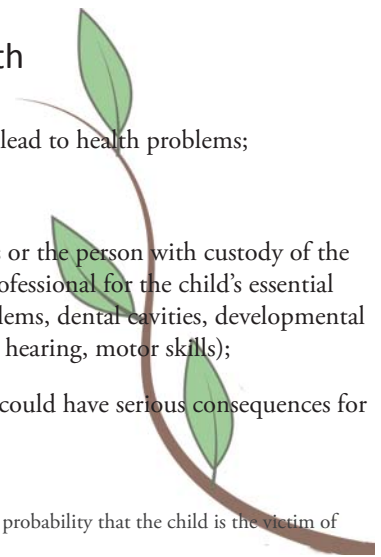 th
lead to health problems;
or the person with custody of the
ofessional for the child’s essential
lems, dental cavities, developmental
hearing, motor skills);
could have serious consequences for
probability that the child is the victim of